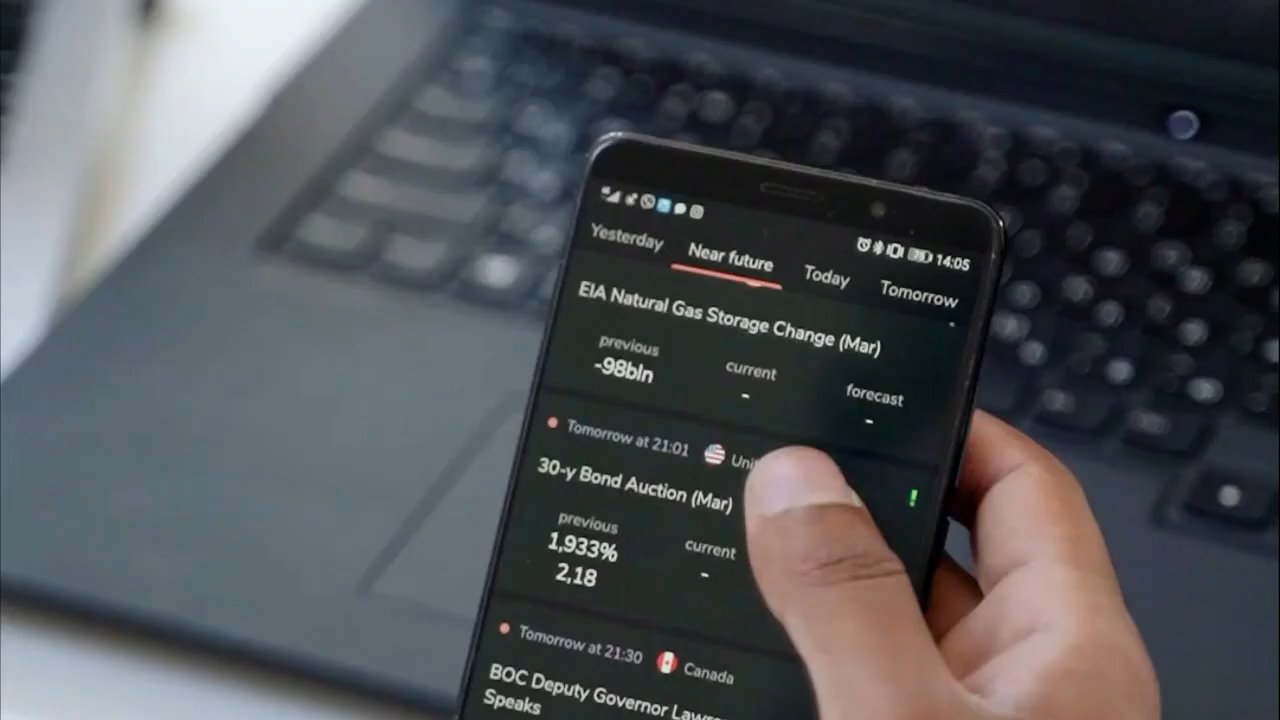 14:05
Yesterday Near future Today Tomorrow
EIA Natural Gas Storage Change (Mar)
previous current forecast
-98bln - -
Tomorrow at 21:01
30-y Bond Auction (Mar)
previous current
1,933% -
2,18
Tomorrow at 21:30 Canada
BOC Deputy Governor
Speaks